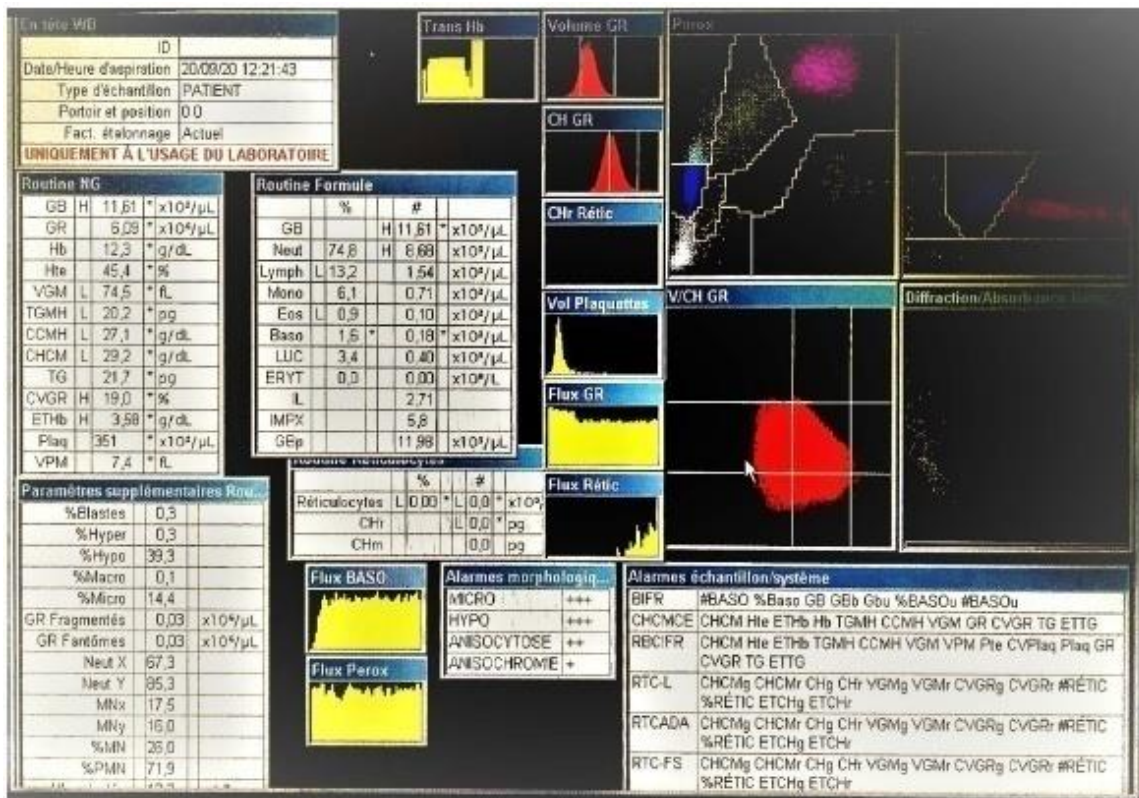 En tête WB
ID
Date/Heure d'aspiration 20/09/20 12:21:43
Type d'échantillon PATIENT
Portoir et position 0 0
Fact. étalonnage Actuel
UNIQUEMENT À L'USAGE DU LABORATOIRE
Trans Hb
Volume GR
Perox
CH GR
CHr Rétic
Vol Plaquettes
V/CH GR
Flux GR
Flux Rétic
Routine NG
GB H 11,61 * x10³/µL
GR 6,09 * x10⁶/µL
Hb 12,3 * g/dL
Hte 45,4 * %
VGM L 74,5 * fL
TGMH L 20,2 * pg
CCMH L 27,1 * g/dL
CHCM L 29,2 * g/dL
TG 21,7 * pg
CVGR H 19,0 * %
ETHb H 3,58 * g/dL
Plaq 351 * x10³/µL
VPM 7,4 * fL
Routine Formule
% #
GB H 11,61 * x10³/µL
Neut 74,8 H 8,68 x10³/µL
Lymph L 13,2 1,54 x10³/µL
Mono 6,1 0,71 x10³/µL
Eos L 0,9 0,10 x10³/µL
Baso 1,6 * 0,18 * x10³/µL
LUC 3,4 0,40 x10³/µL
ERYT 0,0 0,00 x10⁹/L
IL 2,71
IMPX 5,8
GBp 11,98 x10³/µL
Routine Réticulocytes
% #
Réticulocytes L 0,00 * L 0,0 * x10⁹/
CHr L 0,0 * pg
CHm 0,0 pg
Paramètres supplémentaires Rou...
%Blastes 0,3
%Hyper 0,3
%Hypo 39,3
%Macro 0,1
%Micro 14,4
GR Fragmentés 0,03 x10⁶/µL
GR Fantômes 0,03 x10⁶/µL
Neut X 67,3
Neut Y 85,3
MNx 17,5
MNy 16,0
%MN 26,0
%PMN 71,9
Flux BASO
Flux Perox
Alarmes morphologiq...
MICRO +++
HYPO +++
ANISOCYTOSE ++
ANISOCHROMIE +
Alarmes échantillon/système
BIFR #BASO %Baso GB GBb Gbu %BASOu #BASOu
CHCMCE CHCM Hte ETHb Hb TGMH CCMH VGM GR CVGR TG ETTG
RBCIFR CHCM Hte ETHb TGMH CCMH VGM VPM Pte CVPlaq Plaq GR
CVGR TG ETTG
RTC-L CHCMg CHCMr CHg CHr VGMg VGMr CVGRg CVGRr #RÉTIC
%RÉTIC ETCHg ETCHr
RTCADA CHCMg CHCMr CHg CHr VGMg VGMr CVGRg CVGRr #RÉTIC
%RÉTIC ETCHg ETCHr
RTC-FS CHCMg CHCMr CHg CHr VGMg VGMr CVGRg CVGRr #RÉTIC
%RÉTIC ETCHg ETCHr